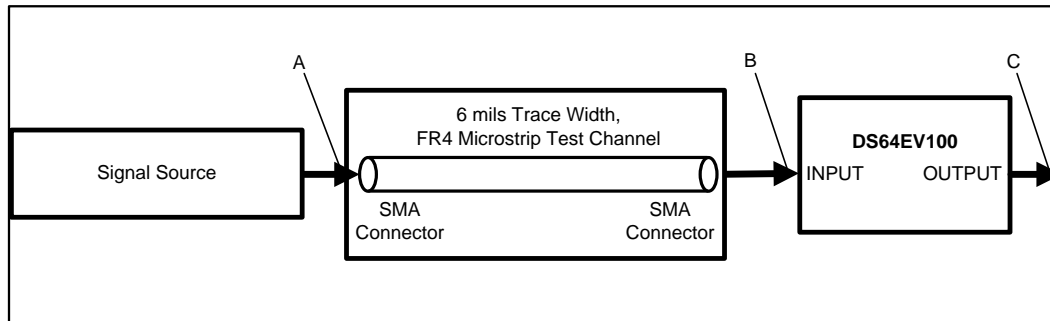 A
B
C
6 mils Trace Width,
FR4 Microstrip Test Channel
DS64EV100
Signal Source
INPUT
OUTPUT
SMA
Connector
SMA
Connector